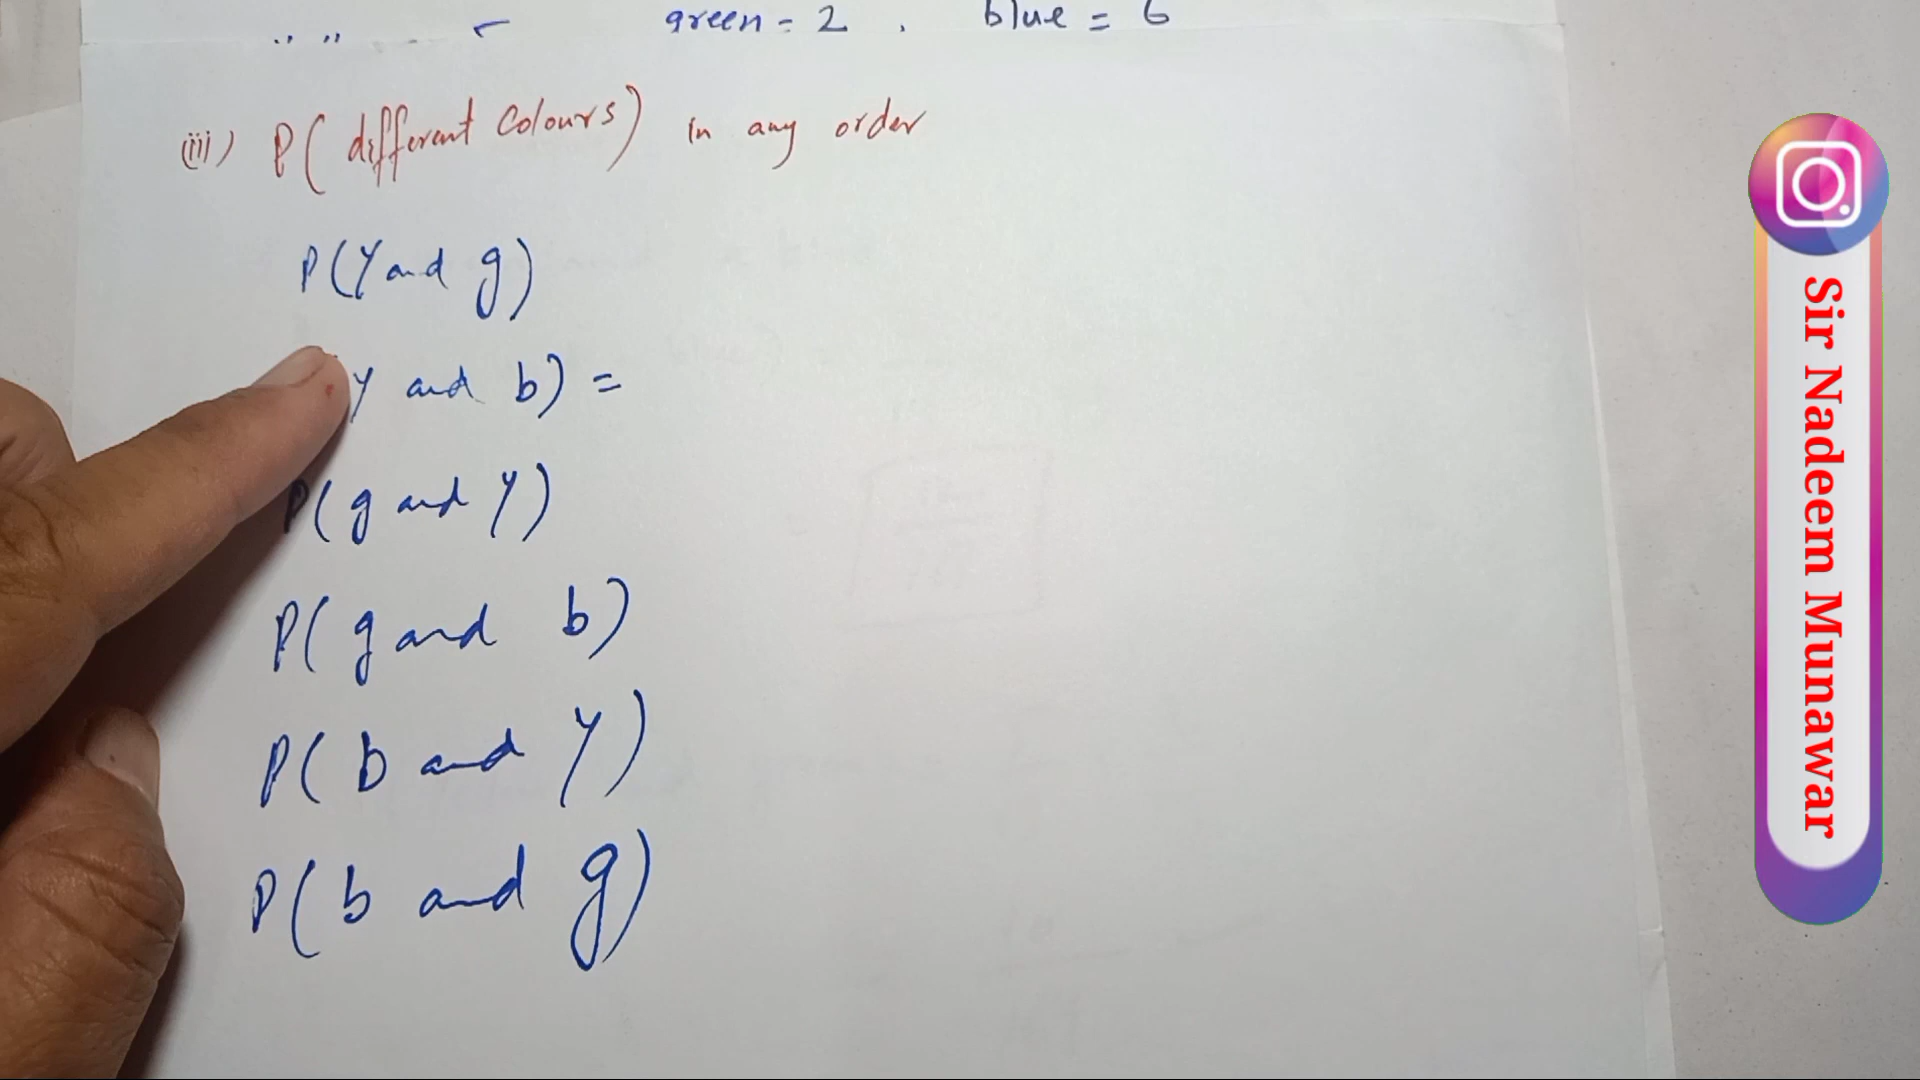 green = 2 , blue = 6
(iii) P( different Colours) in any order
P(Y and g)
y and b) =
P( g and Y)
P( g and b)
P( b and Y)
P( b and g)
Sir Nadeem Munawar